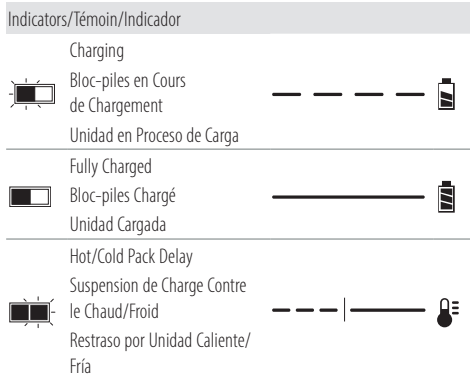 Indicators/Témoin/Indicador
Charging
Bloc-piles en Cours
de Chargement
Unidad en Proceso de Carga
Fully Charged
Bloc-piles Chargé
Unidad Cargada
Hot/Cold Pack Delay
Suspension de Charge Contre
le Chaud/Froid
Restraso por Unidad Caliente/
Fría